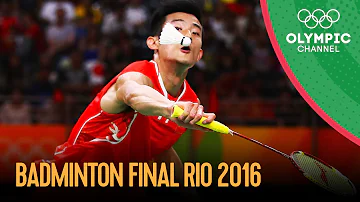 OLYMPIC
CHANNEL
BADMINTON FINAL RIO 2016